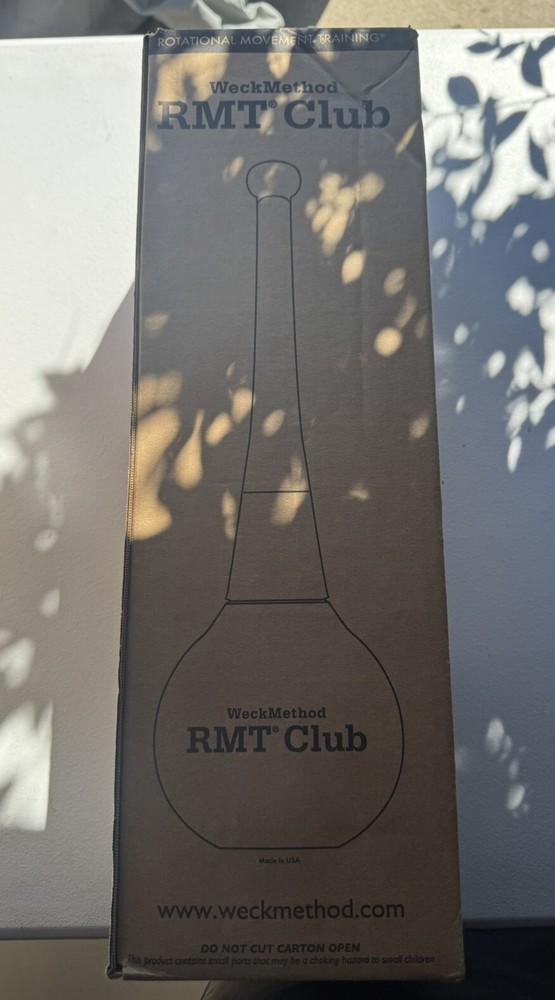 ROTATIONAL MOVEMENT TRAINING®
WeckMethod
RMT® Club
WeckMethod
RMT® Club
Made in USA
www.weckmethod.com
DO NOT CUT CARTON OPEN
This product contains small parts that may be a choking hazard to small children